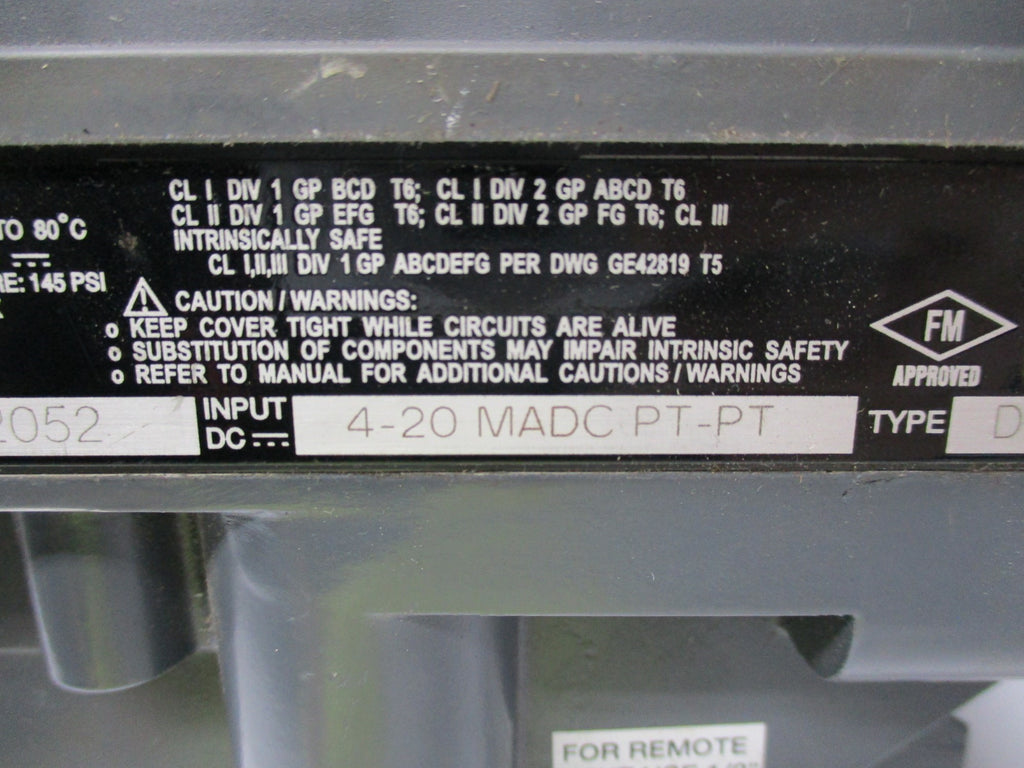 CL I DIV 1 GP BCD T6; CL I DIV 2 GP ABCD T6
CL II DIV 1 GP EFG T6; CL II DIV 2 GP FG T6; CL III
INTRINSICALLY SAFE
CL I,II,III DIV 1 GP ABCDEFG PER DWG GE42819 T5
TO 80°C
RE: 145 PSI
CAUTION / WARNINGS:
o KEEP COVER TIGHT WHILE CIRCUITS ARE ALIVE
o SUBSTITUTION OF COMPONENTS MAY IMPAIR INTRINSIC SAFETY
o REFER TO MANUAL FOR ADDITIONAL CAUTIONS / WARNINGS
FM
APPROVED
2052 INPUT DC 4-20 MADC PT-PT TYPE D
FOR REMOTE